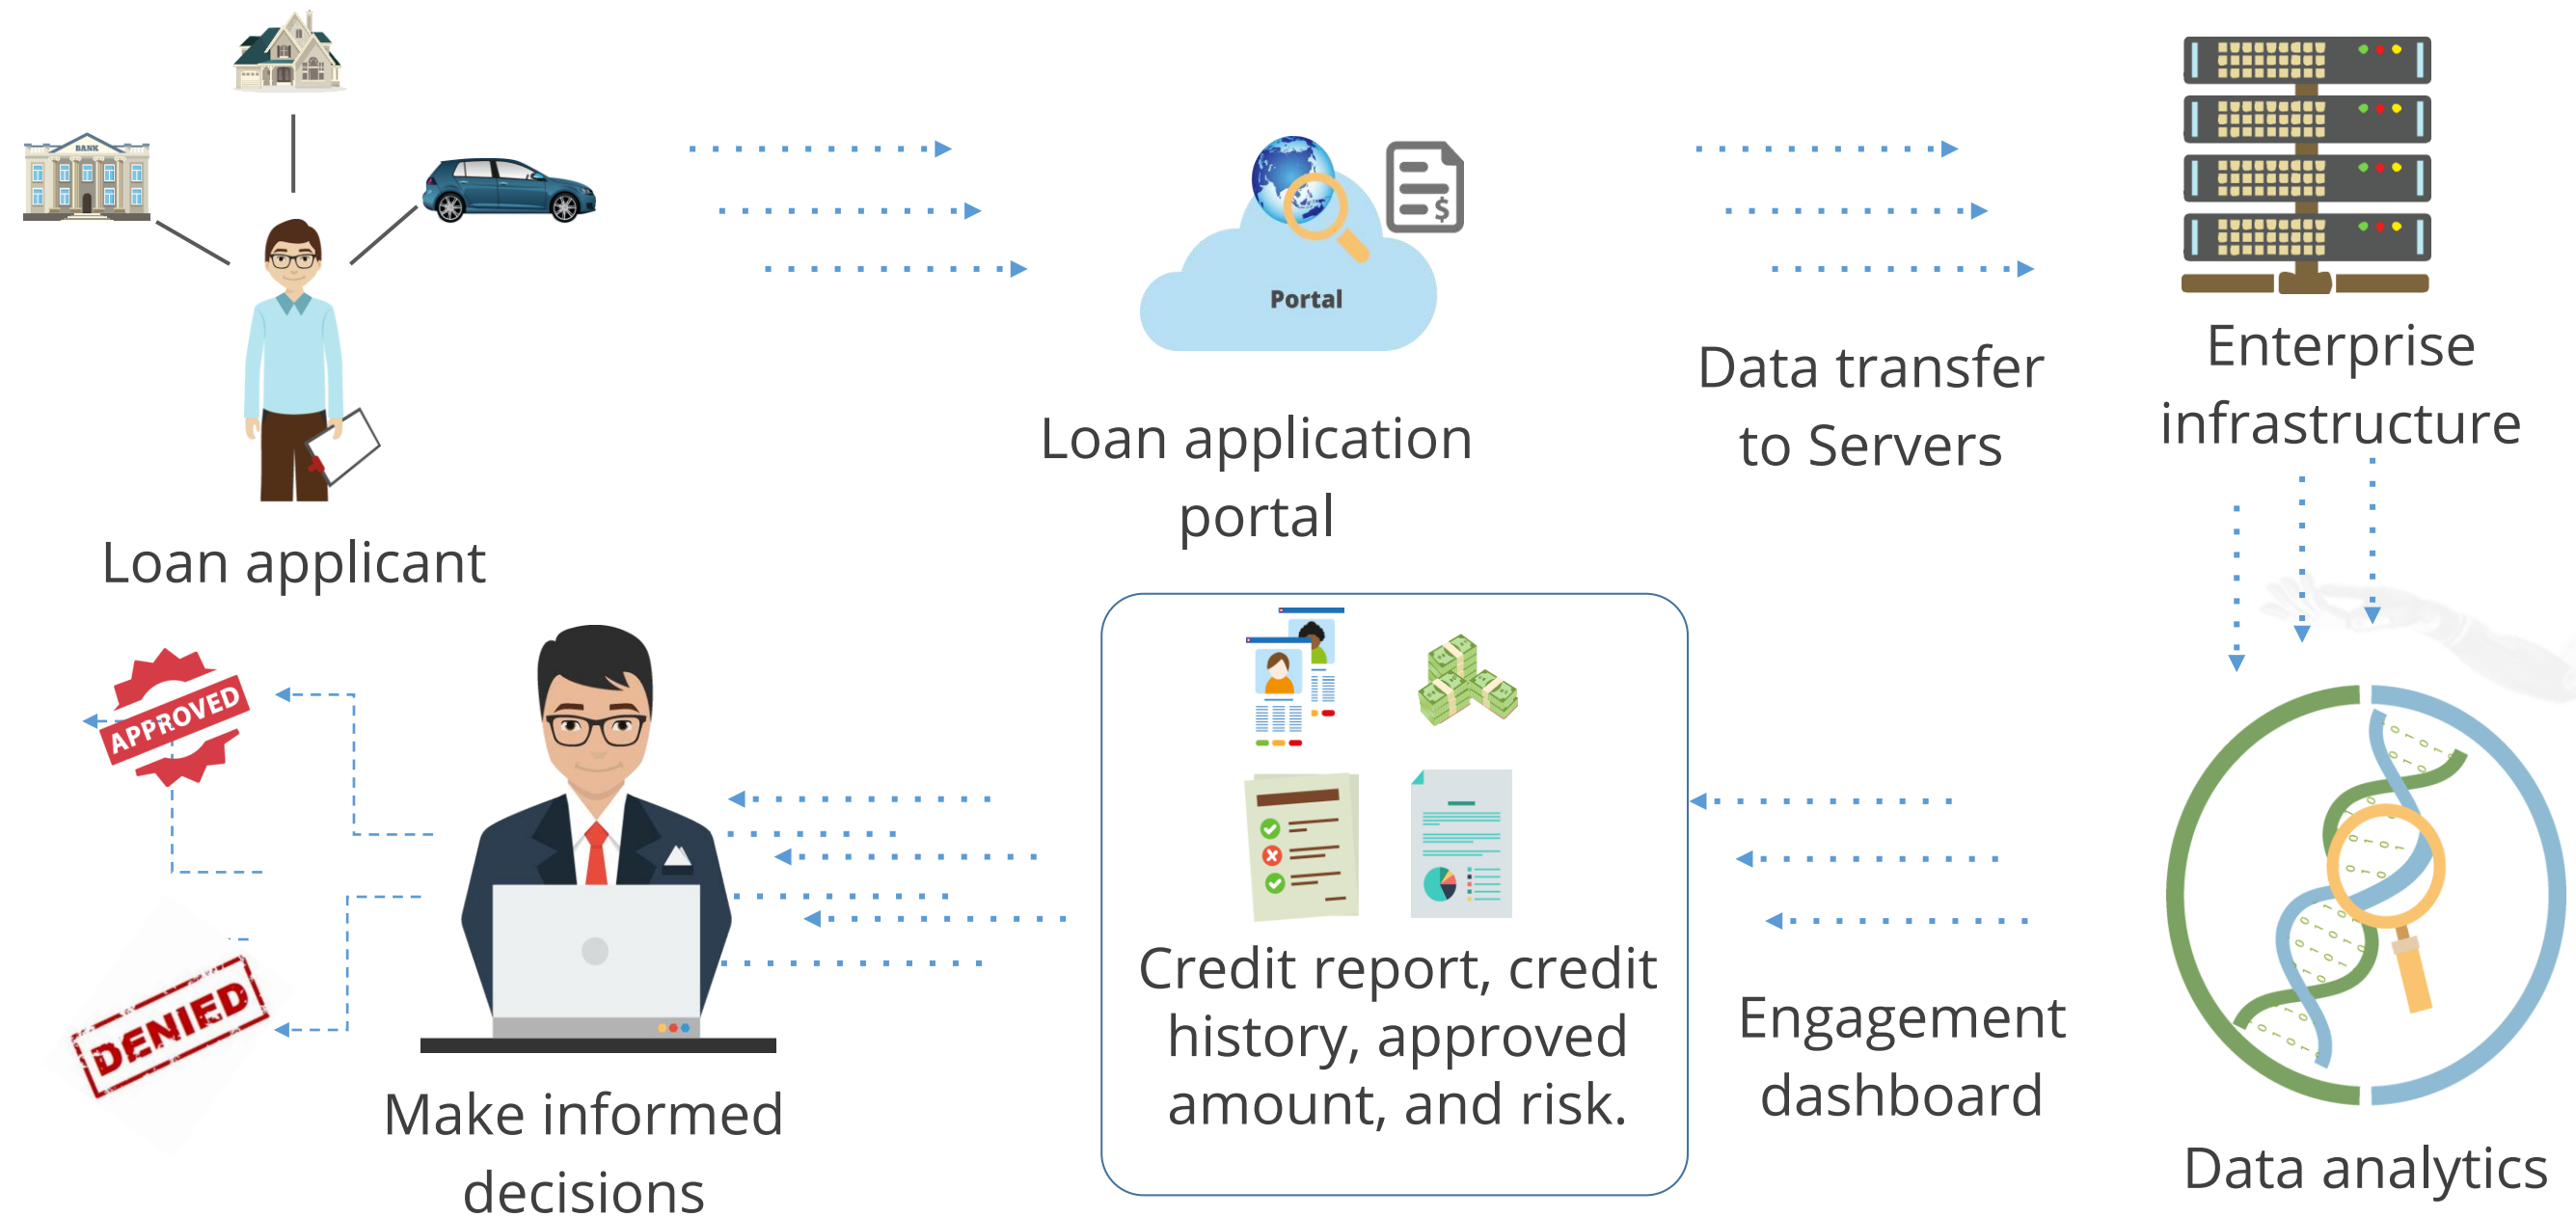 BANK
Portal
$
Loan applicant
Loan application
portal
Data transfer
to Servers
Enterprise
infrastructure
APPROVED
DENIED
Make informed
decisions
Credit report, credit
history, approved
amount, and risk.
Engagement
dashboard
Data analytics